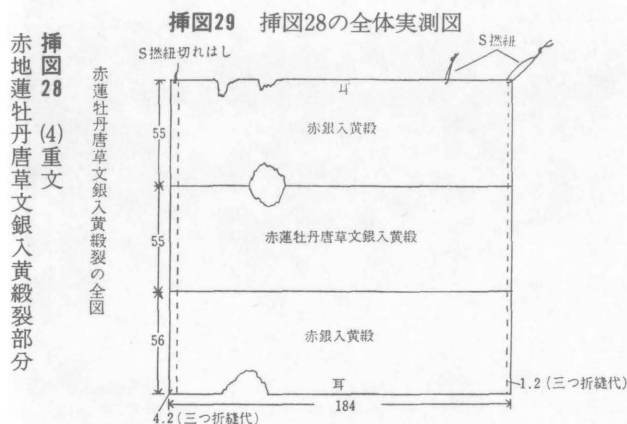 挿図29 挿図28の全体実測図
挿図28 (4)重文
赤地蓮牡丹唐草文銀入黄緞裂部分
赤蓮牡丹唐草文銀入黄緞裂の全図
S撚紐切れはし
S撚紐
55
赤銀入黄緞
55
赤蓮牡丹唐草文銀入黄緞
56
赤銀入黄緞
耳
1.2(三つ折縫代)
184
4.2(三つ折縫代)